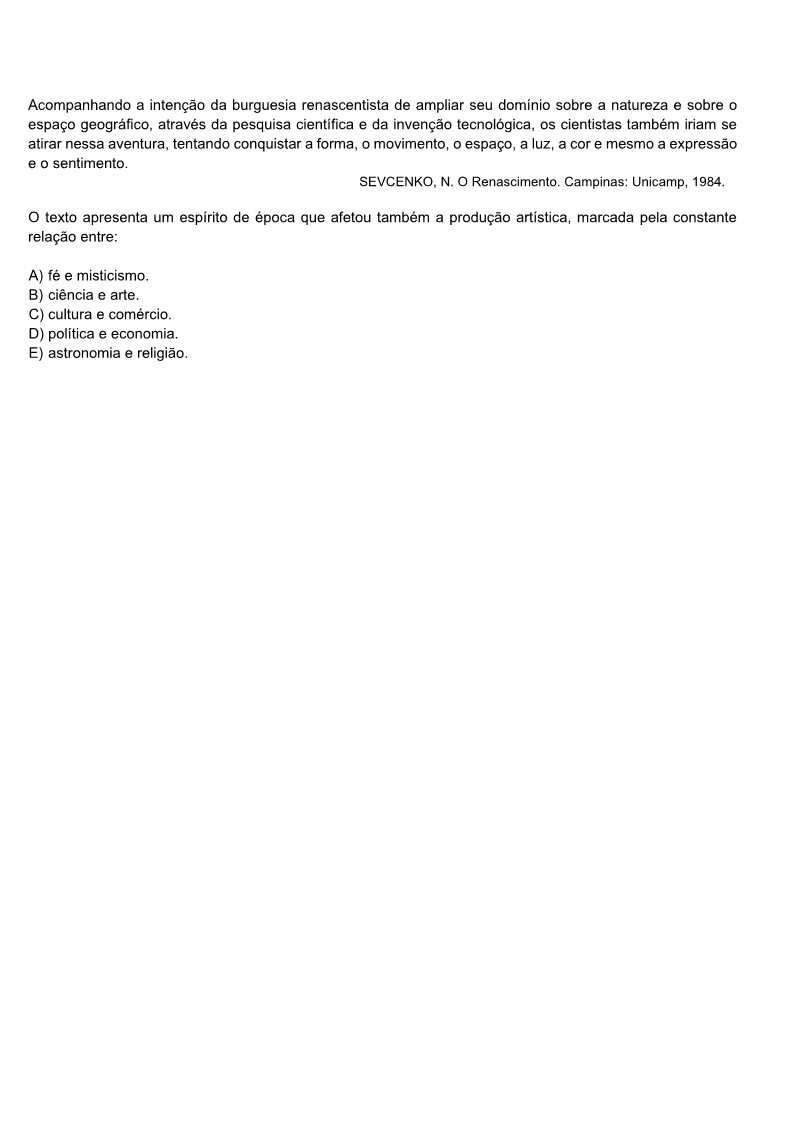 Acompanhando a intenção da burguesia renascentista de ampliar seu domínio sobre a natureza e sobre o
espaço geográfico, através da pesquisa científica e da invenção tecnológica, os cientistas também iriam se
atirar nessa aventura, tentando conquistar a forma, o movimento, o espaço, a luz, a cor e mesmo a expressão
e o sentimento.
SEVCENKO, N. O Renascimento. Campinas: Unicamp, 1984.
O texto apresenta um espírito de época que afetou também a produção artística, marcada pela constante
relação entre:
A) fé e misticismo.
B) ciência e arte.
C) cultura e comércio.
D) política e economia.
E) astronomia e religião.